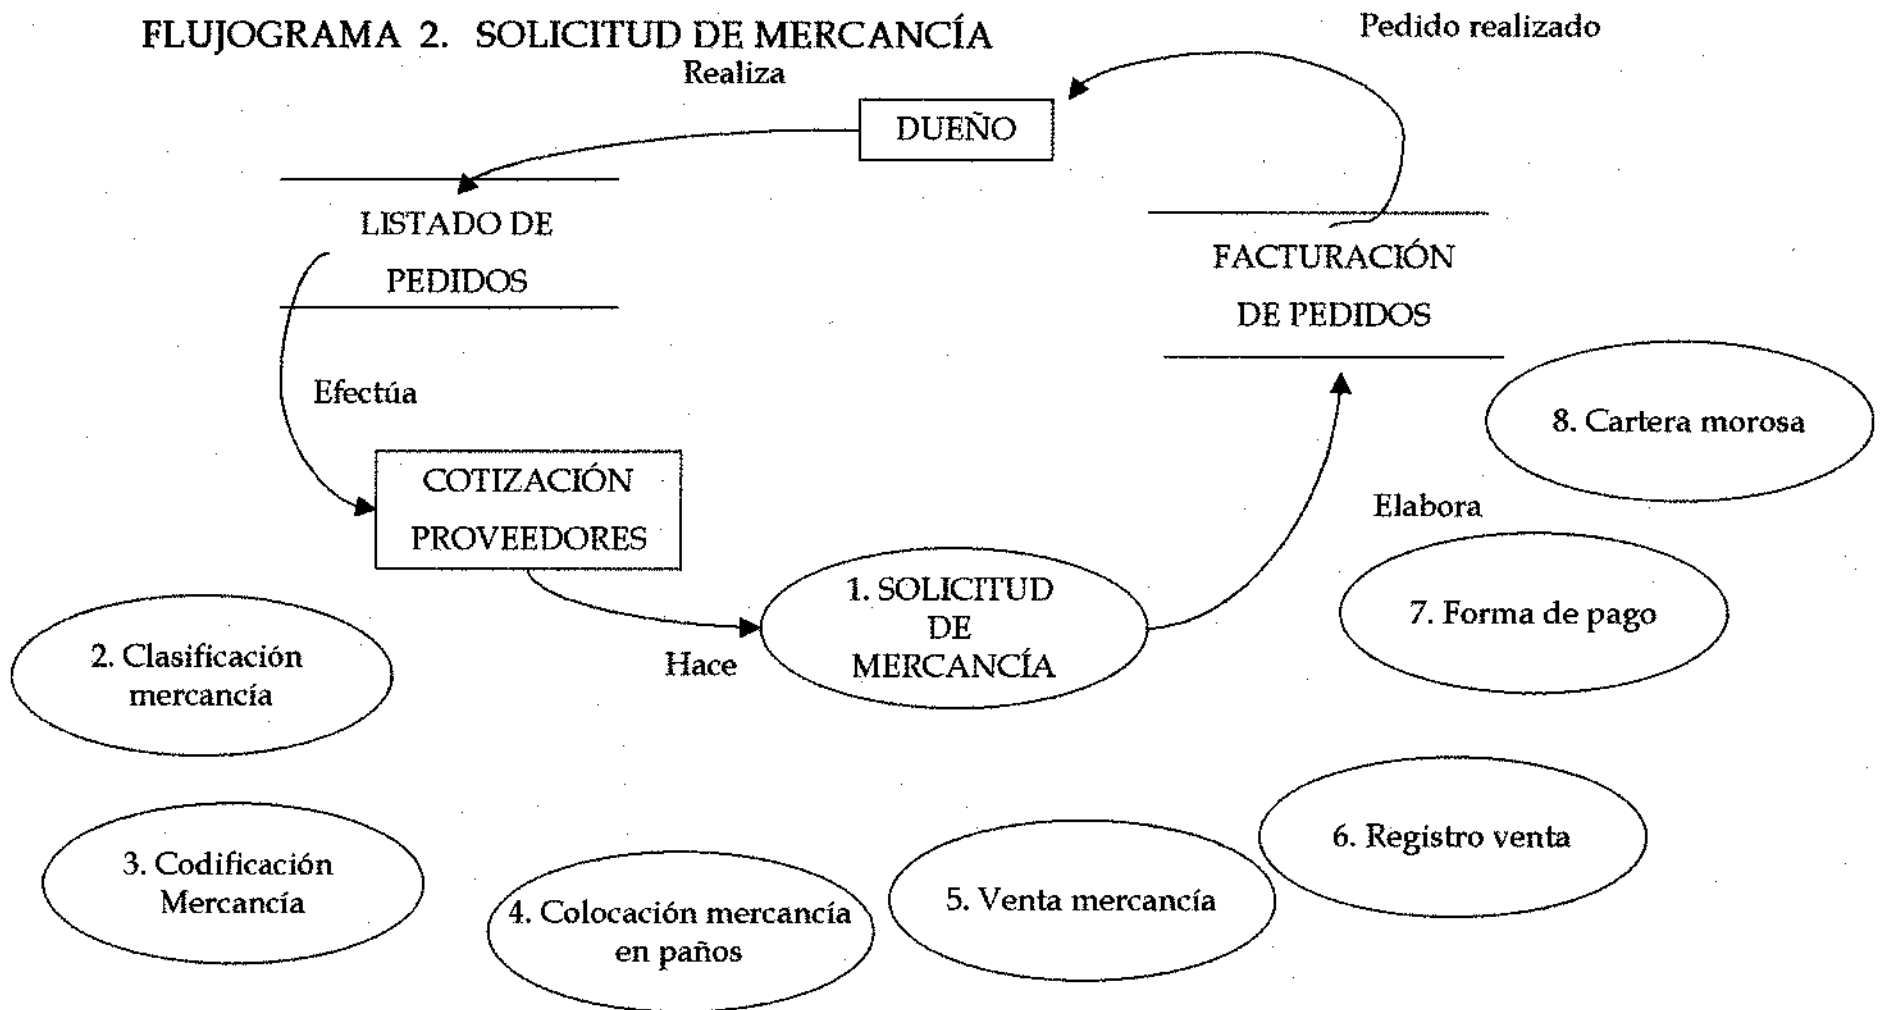 FLUJOGRAMA 2. SOLICITUD DE MERCANCÍA
Pedido realizado
Realiza
DUEÑO
LISTADO DE
PEDIDOS
FACTURACIÓN
DE PEDIDOS
Efectúa
8. Cartera morosa
COTIZACIÓN
PROVEEDORES
Elabora
1. SOLICITUD
DE
MERCANCÍA
7. Forma de pago
Hace
2. Clasificación
mercancía
3. Codificación
Mercancía
4. Colocación mercancía
en paños
5. Venta mercancía
6. Registro venta